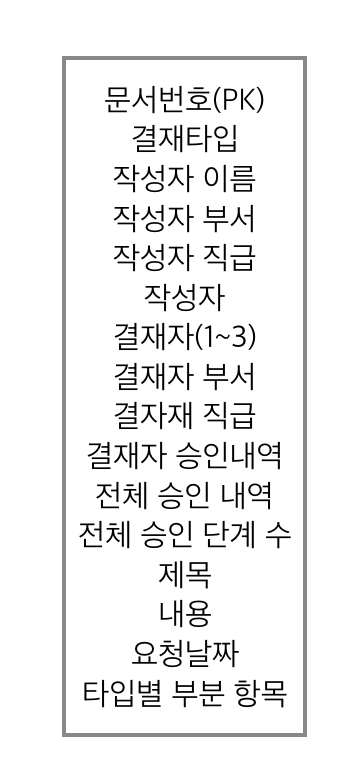 문서번호(PK)
결재타입
작성자 이름
작성자 부서
작성자 직급
작성자
결재자(1~3)
결재자 부서
결자재 직급
결재자 승인내역
전체 승인 내역
전체 승인 단계 수
제목
내용
요청날짜
타입별 부분 항목